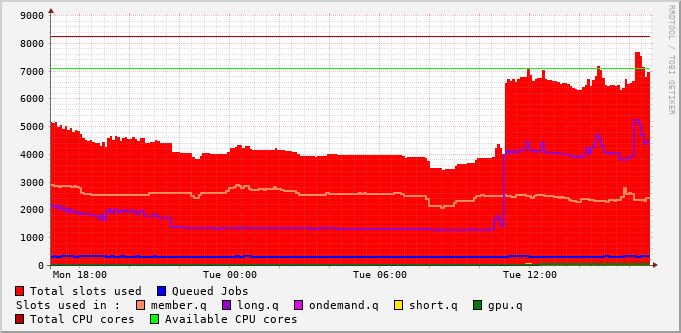 9000
8000
7000
6000
5000
4000
3000
2000
1000
0
Mon 18:00 Tue 00:00 Tue 06:00 Tue 12:00
RRDTOOL / TOBI OETIKER
Total slots used Queued Jobs
Slots used in : member.q long.q ondemand.q short.q gpu.q
Total CPU cores Available CPU cores